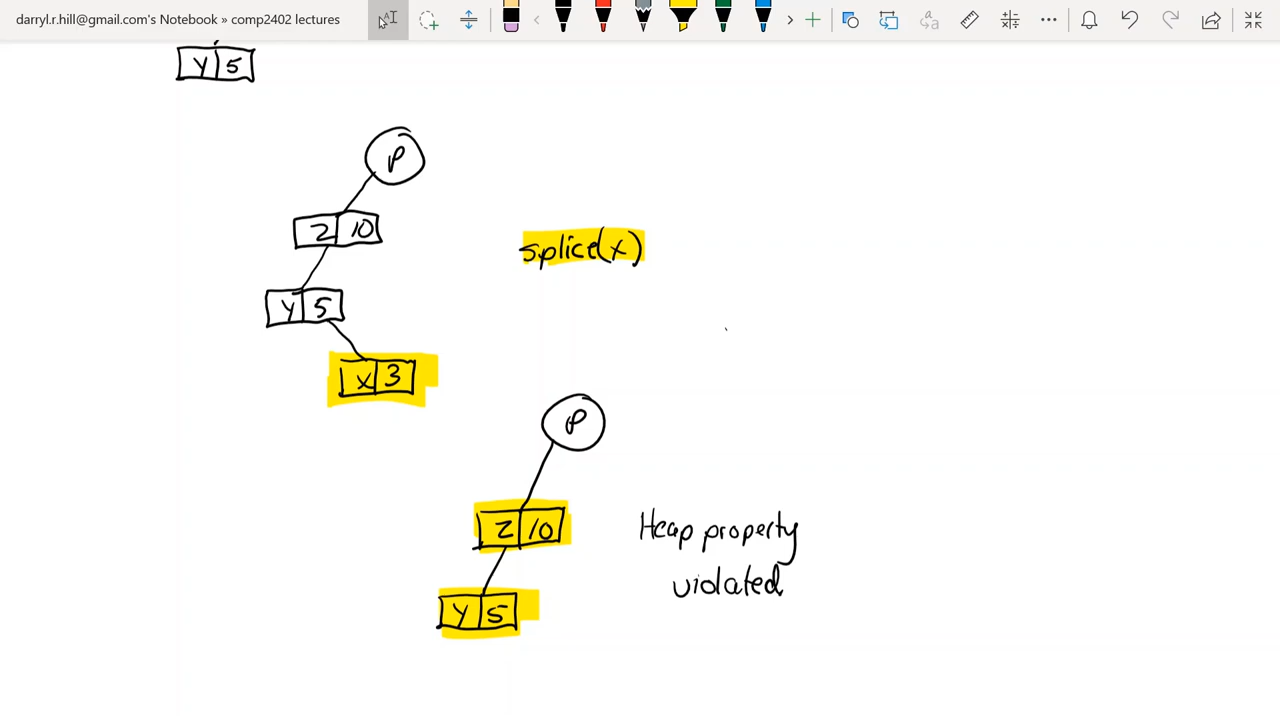 darryl.r.hill@gmail.com's Notebook » comp2402 lectures
y 5
P
z 10
splice(x)
y 5
x 3
P
z 10
Heap property
violated
y 5